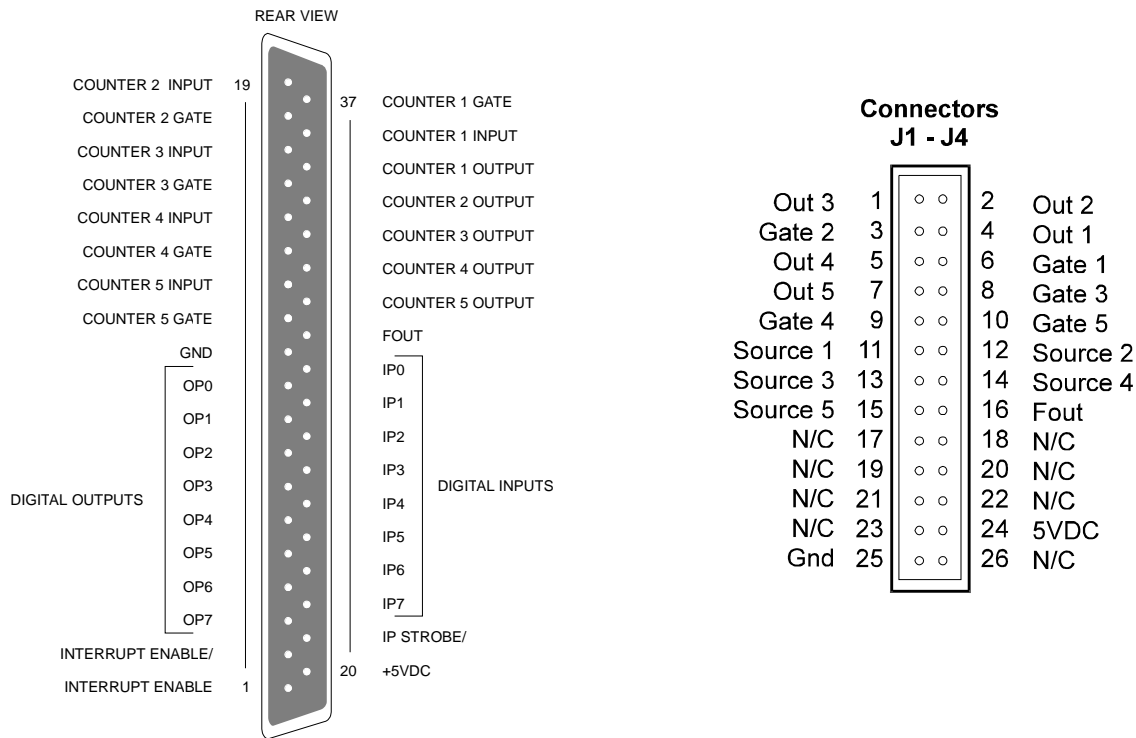 REAR VIEW
COUNTER 2 INPUT 19
37 COUNTER 1 GATE
COUNTER 2 GATE
COUNTER 1 INPUT
COUNTER 3 INPUT
COUNTER 1 OUTPUT
COUNTER 3 GATE
COUNTER 2 OUTPUT
COUNTER 4 INPUT
COUNTER 3 OUTPUT
COUNTER 4 GATE
COUNTER 4 OUTPUT
COUNTER 5 INPUT
COUNTER 5 OUTPUT
COUNTER 5 GATE
FOUT
GND
IP0
OP0
IP1
OP1
IP2
OP2
IP3
OP3
DIGITAL INPUTS
DIGITAL OUTPUTS
IP4
OP4
IP5
OP5
IP6
OP6
IP7
OP7
IP STROBE/
INTERRUPT ENABLE/
20 +5VDC
INTERRUPT ENABLE 1
Connectors
J1 - J4
Out 3 1 2 Out 2
Gate 2 3 4 Out 1
Out 4 5 6 Gate 1
Out 5 7 8 Gate 3
Gate 4 9 10 Gate 5
Source 1 11 12 Source 2
Source 3 13 14 Source 4
Source 5 15 16 Fout
N/C 17 18 N/C
N/C 19 20 N/C
N/C 21 22 N/C
N/C 23 24 5VDC
Gnd 25 26 N/C